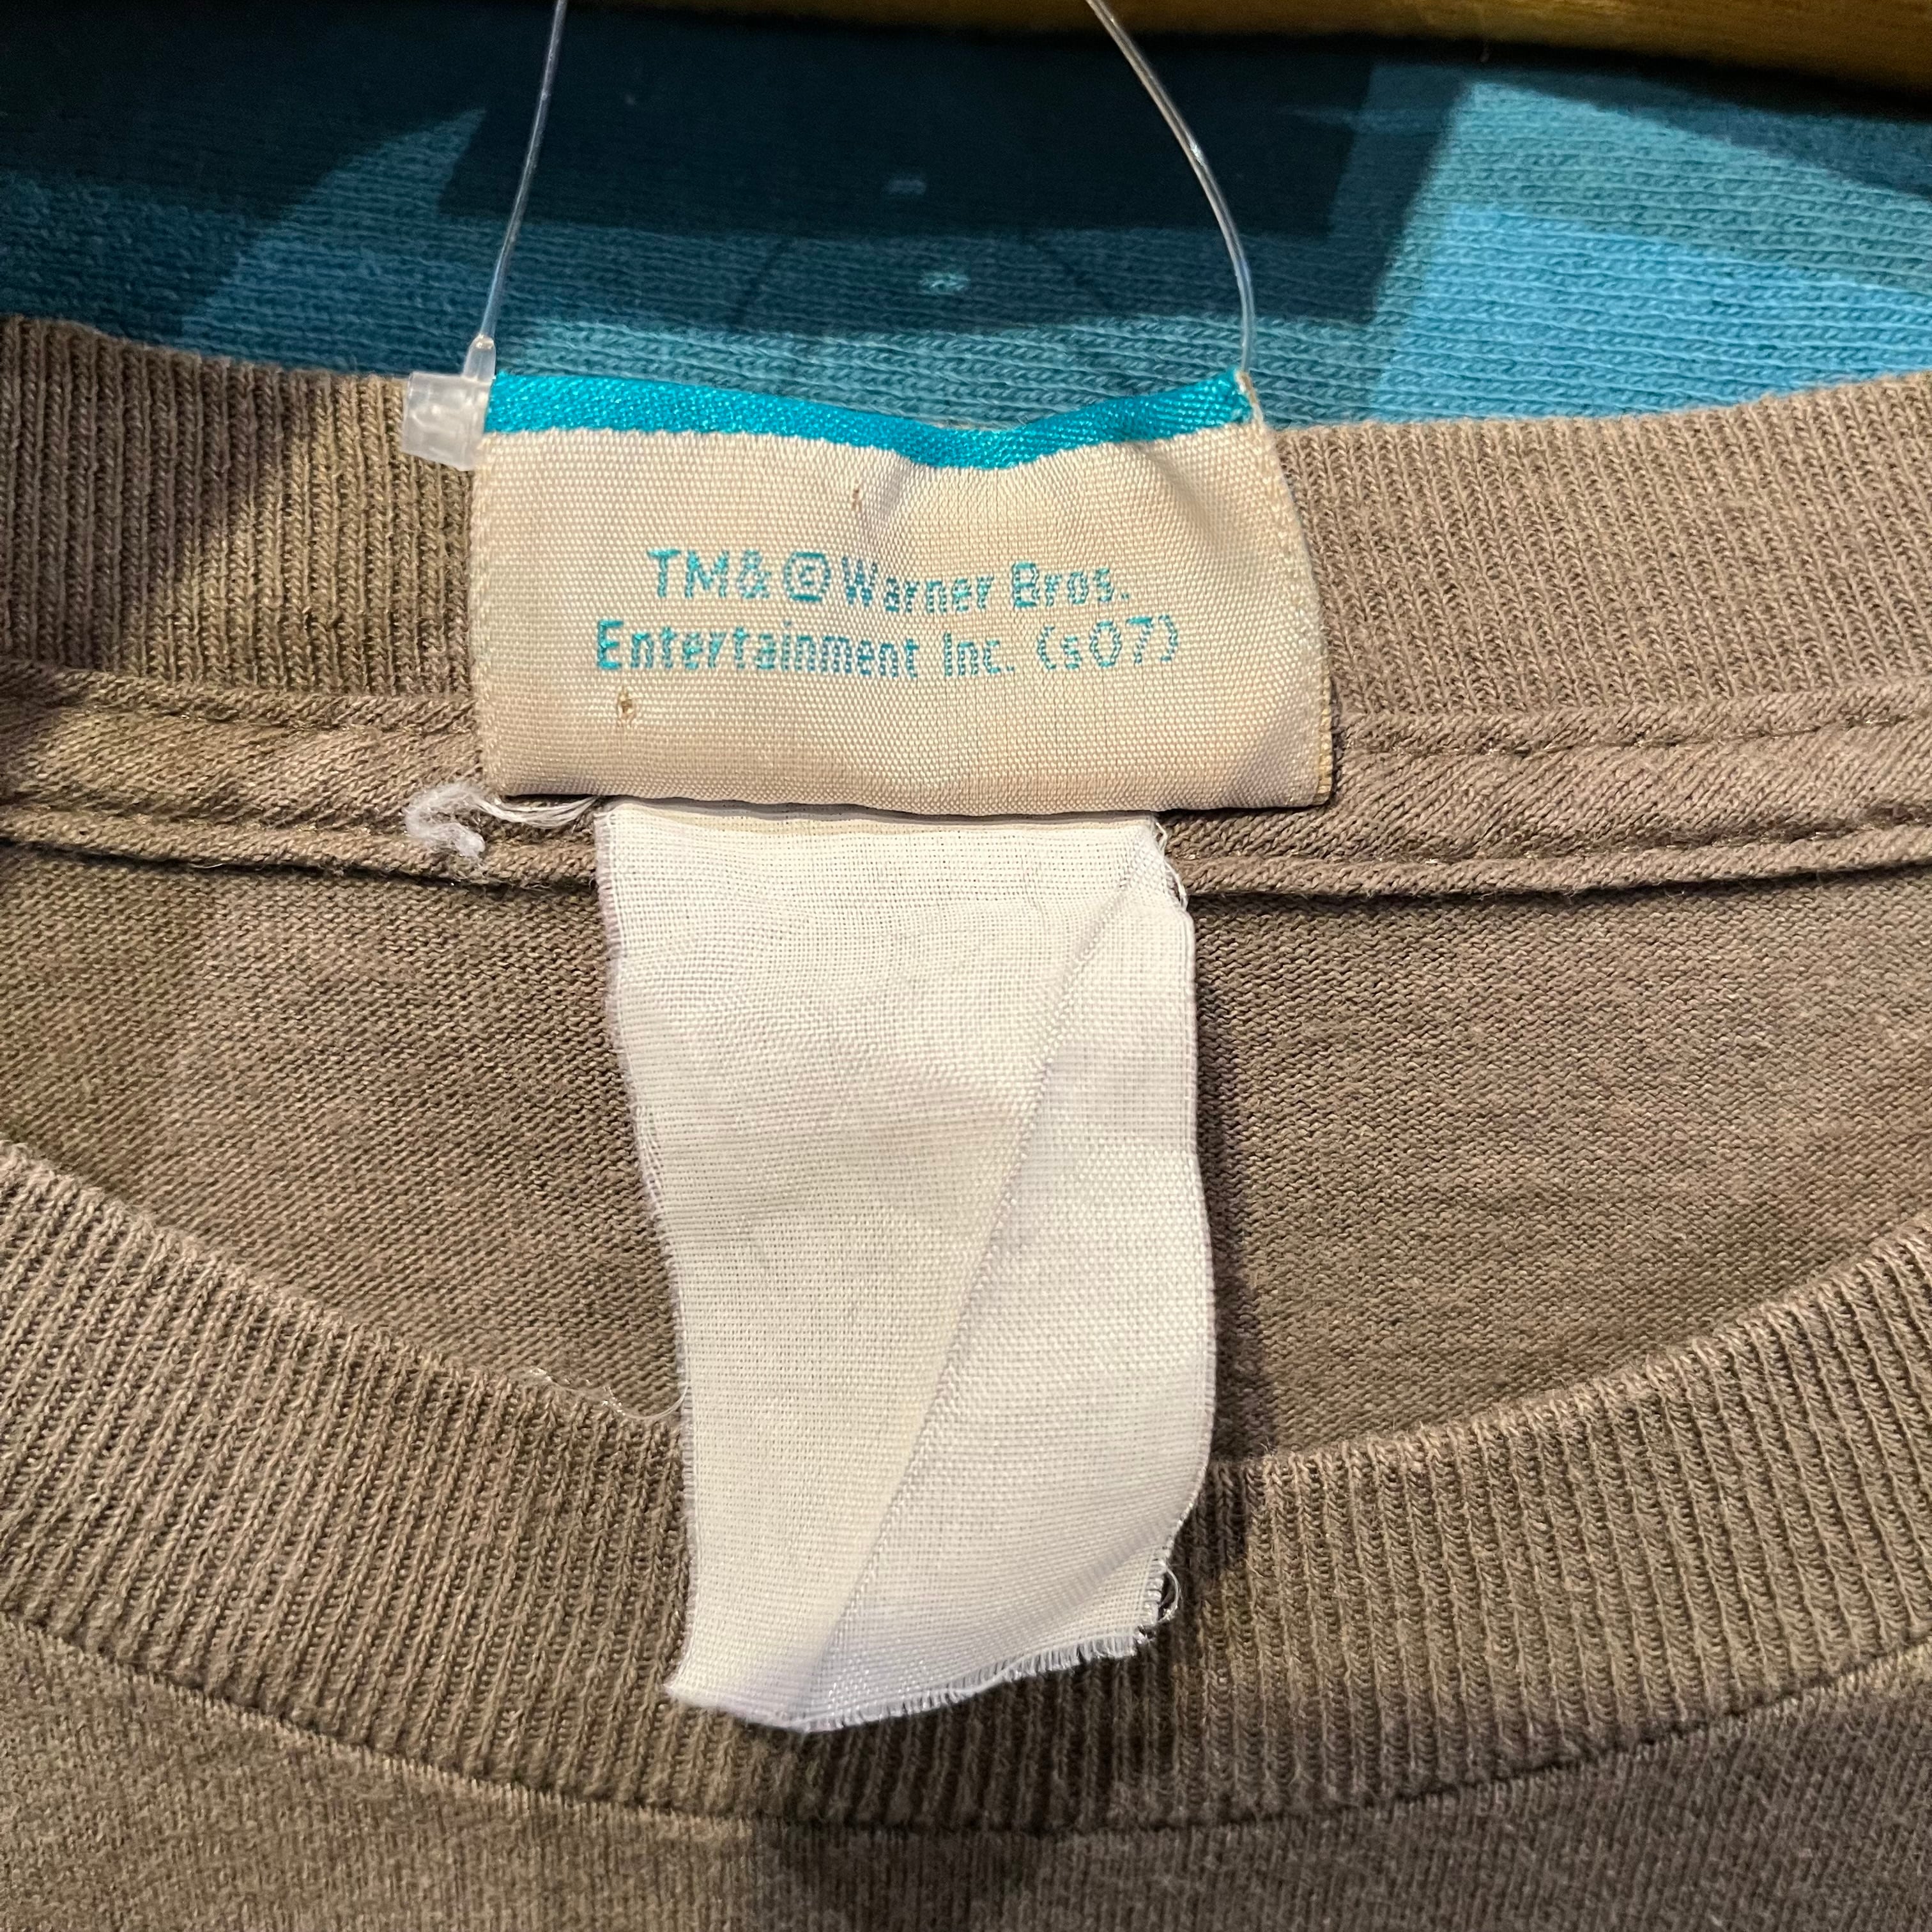 TM&©Warner Bros.
Entertainment Inc. (s07)